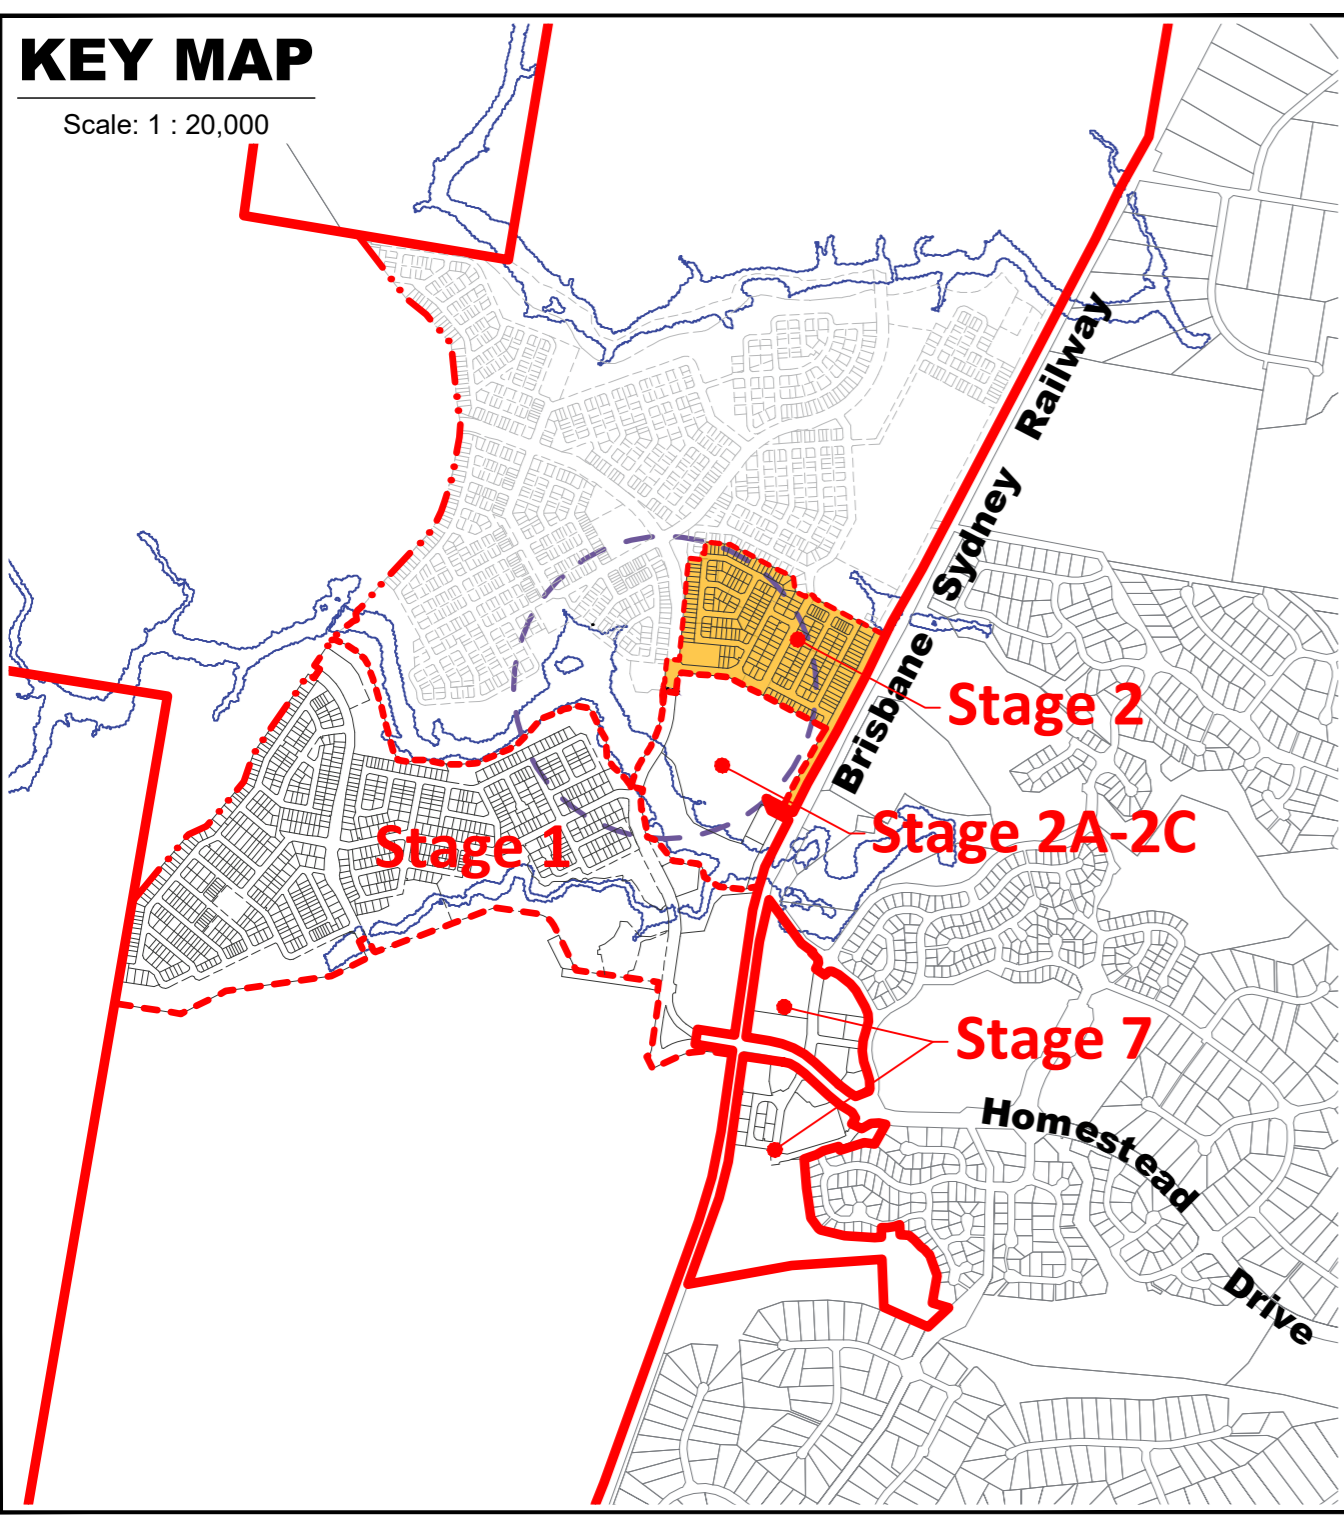 KEY MAP
Scale: 1 : 20,000
Brisbane Sydney Railway
Stage 2
Stage 2A-2C
Stage 1
Stage 7
Homestead Drive